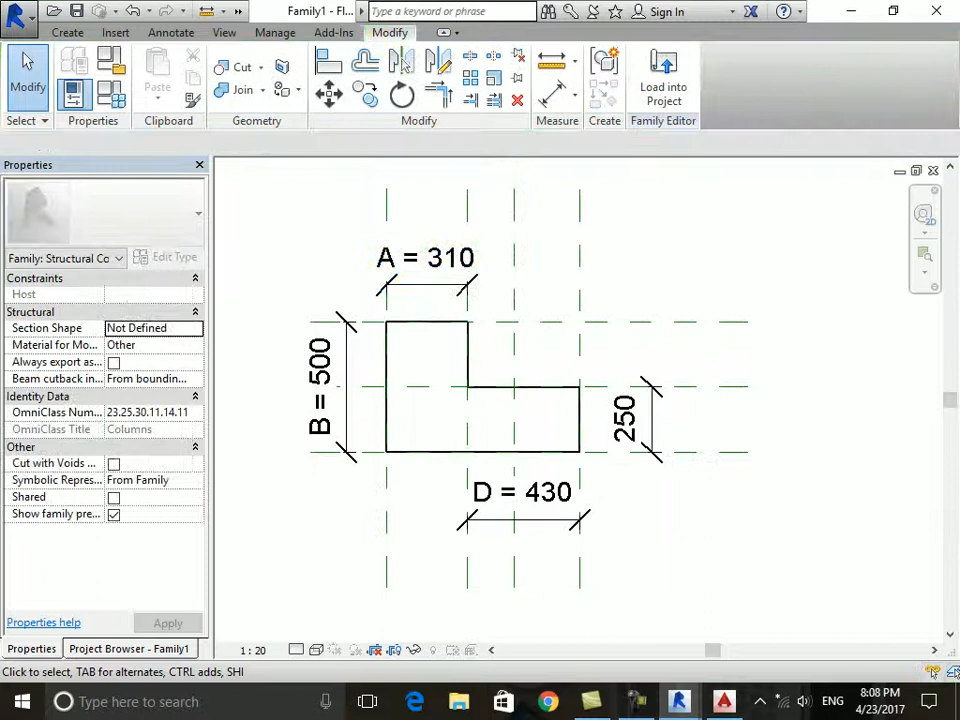 Family1 - Fl...
Type a keyword or phrase
Sign In
Create
Insert
Annotate
View
Manage
Add-Ins
Modify
Modify
Cut
Join
Paste
Load into
Project
Select
Properties
Clipboard
Geometry
Modify
Measure
Create
Family Editor
Properties
Family: Structural Co
Edit Type
Constraints
Host
Structural
Section Shape
Not Defined
Material for Mo...
Other
Always export as...
Beam cutback in...
From boundin...
Identity Data
OmniClass Num...
23.25.30.11.14.11
OmniClass Title
Columns
Other
Cut with Voids ...
Symbolic Repres...
From Family
Shared
Show family pre...
Properties help
Apply
Properties
Project Browser - Family1
A = 310
B = 500
250
D = 430
2D
1 : 20
Click to select, TAB for alternates, CTRL adds, SHI
Type here to search
ENG
8:08 PM
4/23/2017